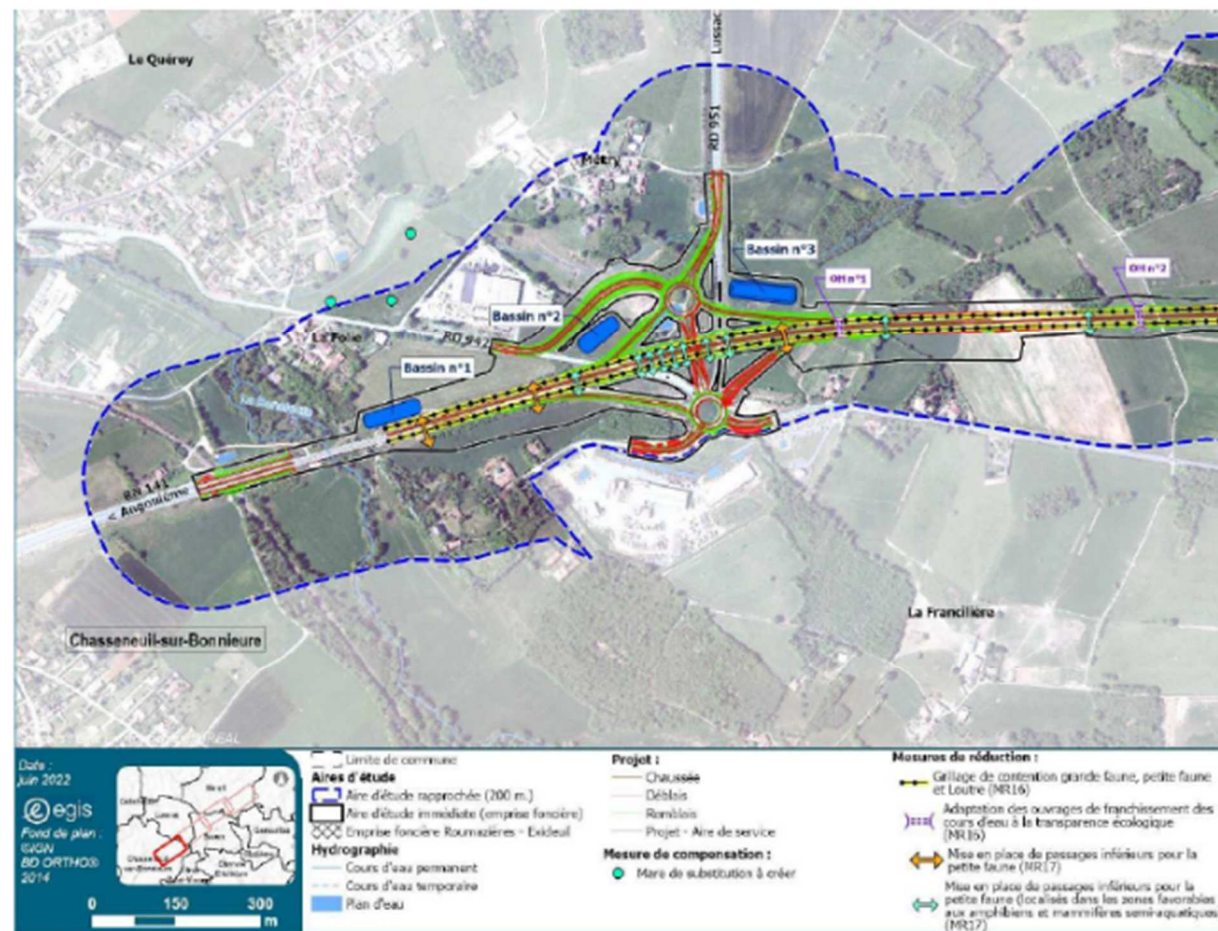 Le Quérey
Lussac
RD 951
Métry
Bassin n°3
OH n°1
OH n°2
Bassin n°2
La Folie
RD 942
Bassin n°1
RN 141
< Angoulême
La Francilière
Chasseneuil-sur-Bonnieure
Date :
juin 2022
egis
Fond de plan :
©IGN
BD ORTHO®
2014
0 150 300
m
Limite de commune
Aires d'étude
Aire d'étude rapprochée (200 m.)
Aire d'étude immédiate (emprise foncière)
Emprise foncière Roumazières - Exideuil
Hydrographie
Cours d'eau permanent
Cours d'eau temporaire
Plan d'eau
Projet :
Chaussée
Déblais
Remblais
Projet - Aire de service
Mesure de compensation :
Mare de substitution à créer
Mesures de réduction :
Grillage de contention grande faune, petite faune
et Loutre (MR16)
Adaptation des ouvrages de franchissement des
cours d'eau à la transparence écologique
(MR15)
Mise en place de passages inférieurs pour la
petite faune (MR17)
Mise en place de passages inférieurs pour la
petite faune (localisés dans les zones favorables
aux amphibiens et mammifères semi-aquatiques)
(MR17)